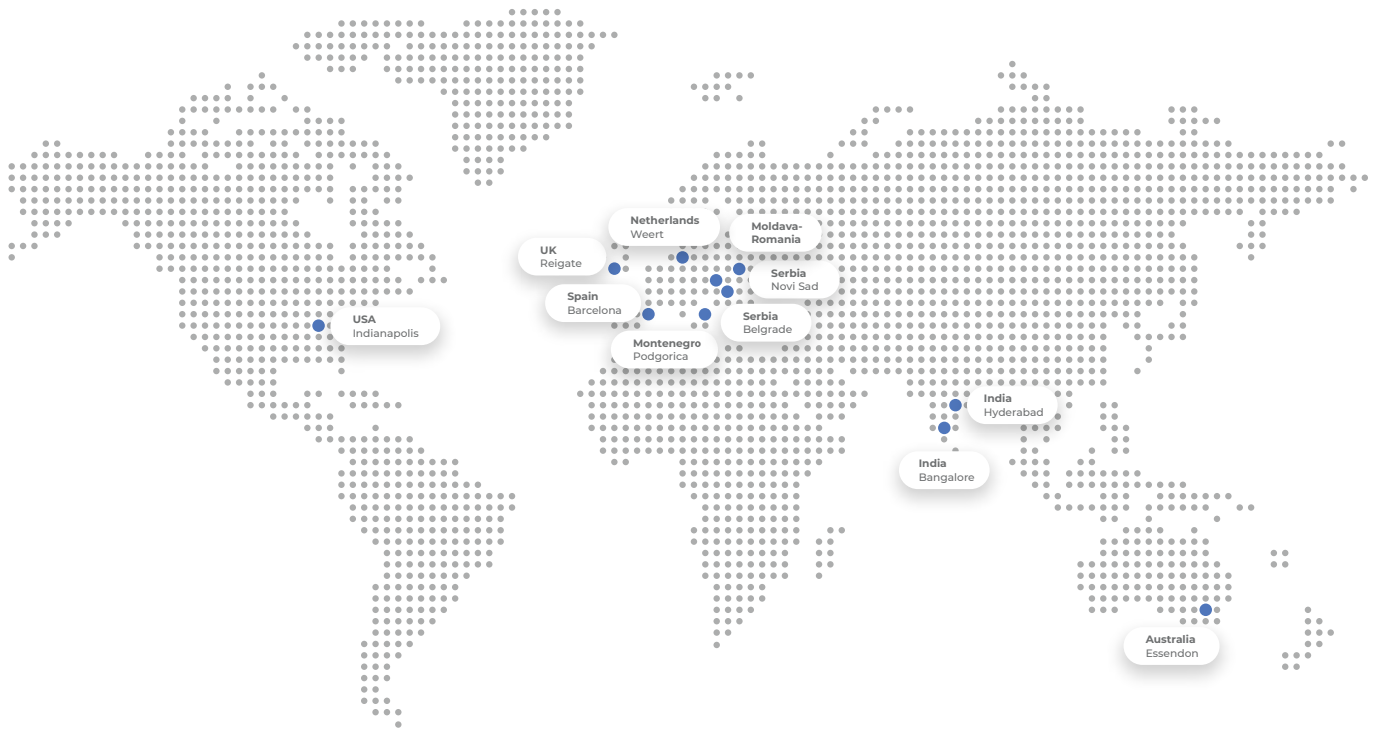 Netherlands
Weert
Moldava-
Romania
UK
Reigate
Serbia
Novi Sad
Spain
Barcelona
USA
Indianapolis
Serbia
Belgrade
Montenegro
Podgorica
India
Hyderabad
India
Bangalore
Australia
Essendon